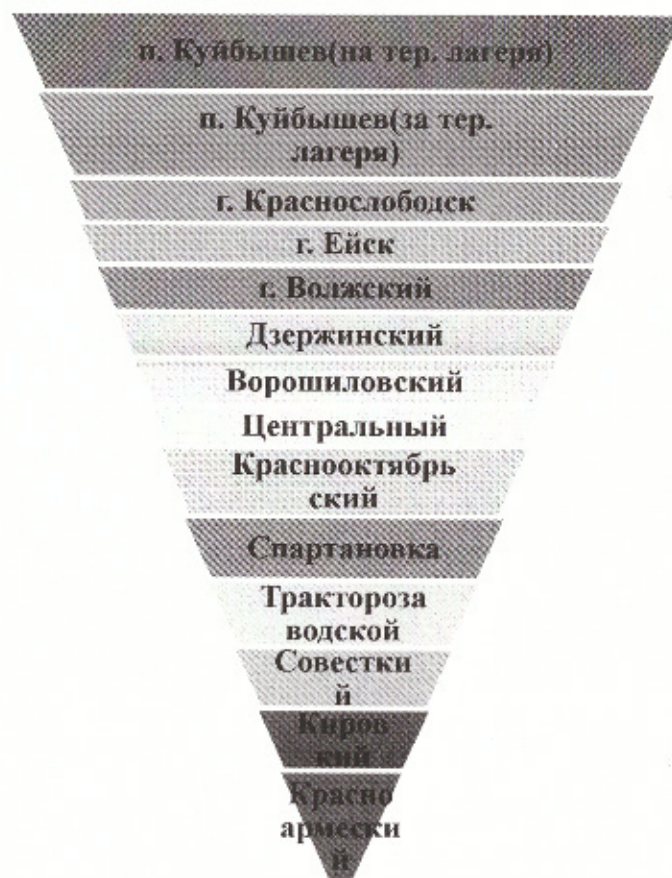 п. Куйбышев(на тер. лагеря)
п. Куйбышев(за тер.
лагеря)
г. Краснослободск
г. Ейск
г. Волжский
Дзержинский
Ворошиловский
Центральный
Краснооктябрь
ский
Спартановка
Трактороза
водской
Совестки
й
Киров
кий
Красно
армески
й